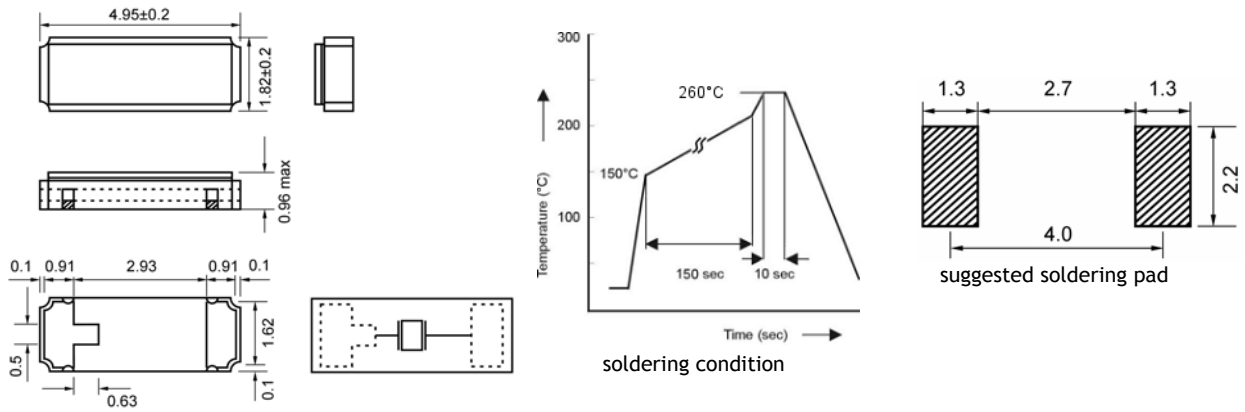 4.95±0.2
1.82±0.2
0.96 max
0.1 0.91 2.93 0.91 0.1
0.5
1.62
0.1
0.63
300
260°C
200
150°C
100
Temperature (°C)
150 sec
10 sec
Time (sec)
soldering condition
1.3 2.7 1.3
2.2
4.0
suggested soldering pad